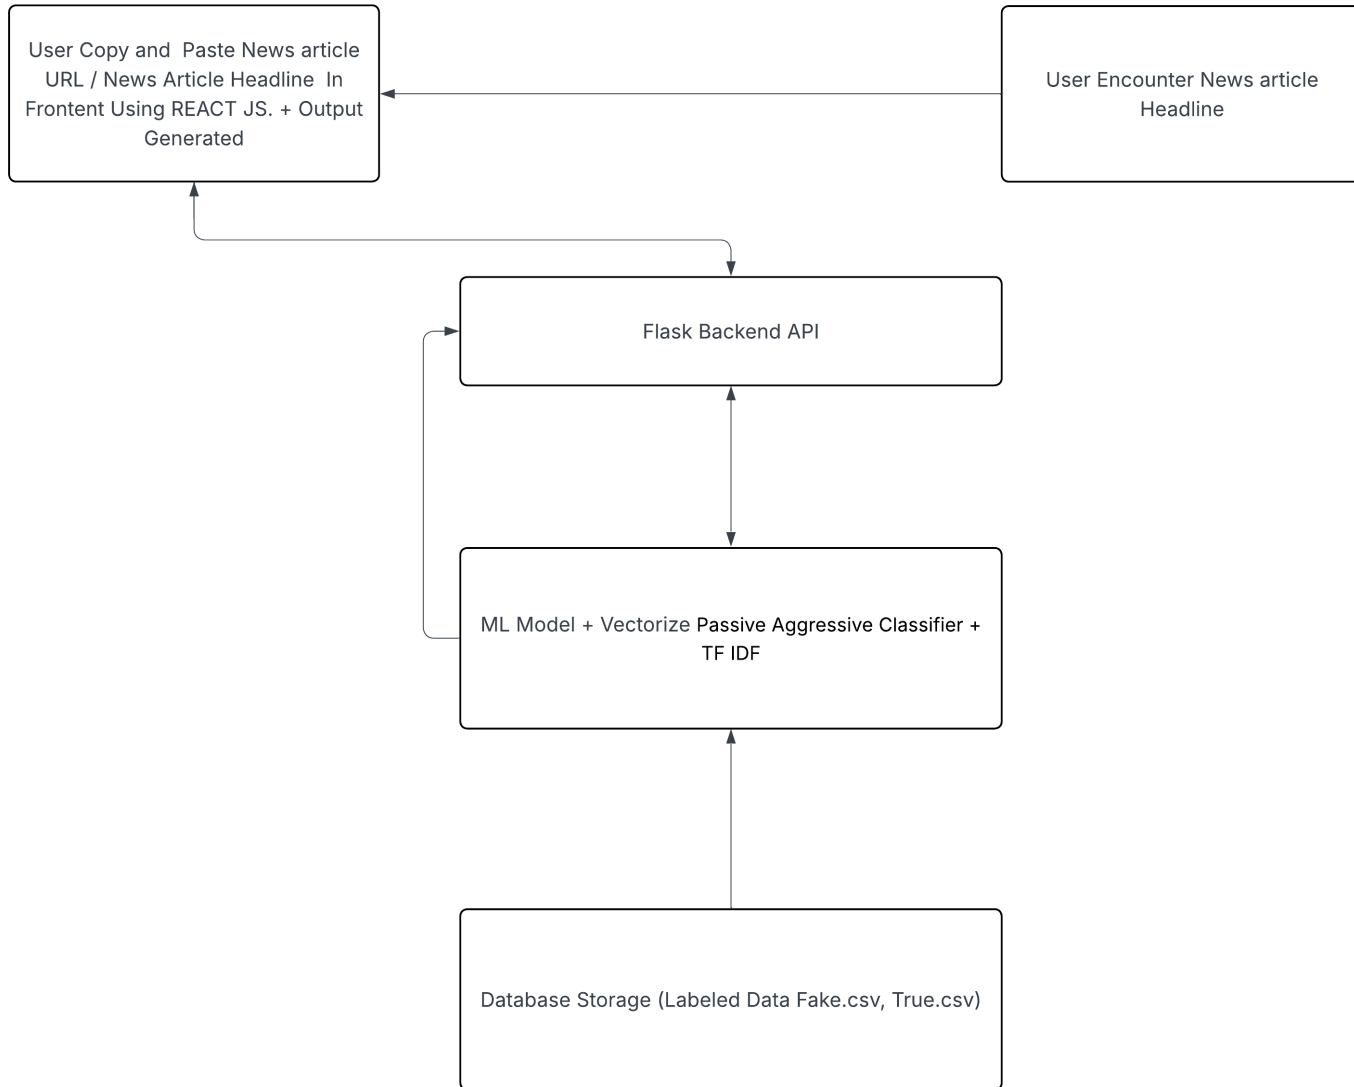 User Copy and  Paste News article
URL / News Article Headline  In
Frontent Using REACT JS. + Output
Generated
User Encounter News article
Headline
Flask Backend API
ML Model + Vectorize Passive Aggressive Classifier +
TF IDF
Database Storage (Labeled Data Fake.csv, True.csv)